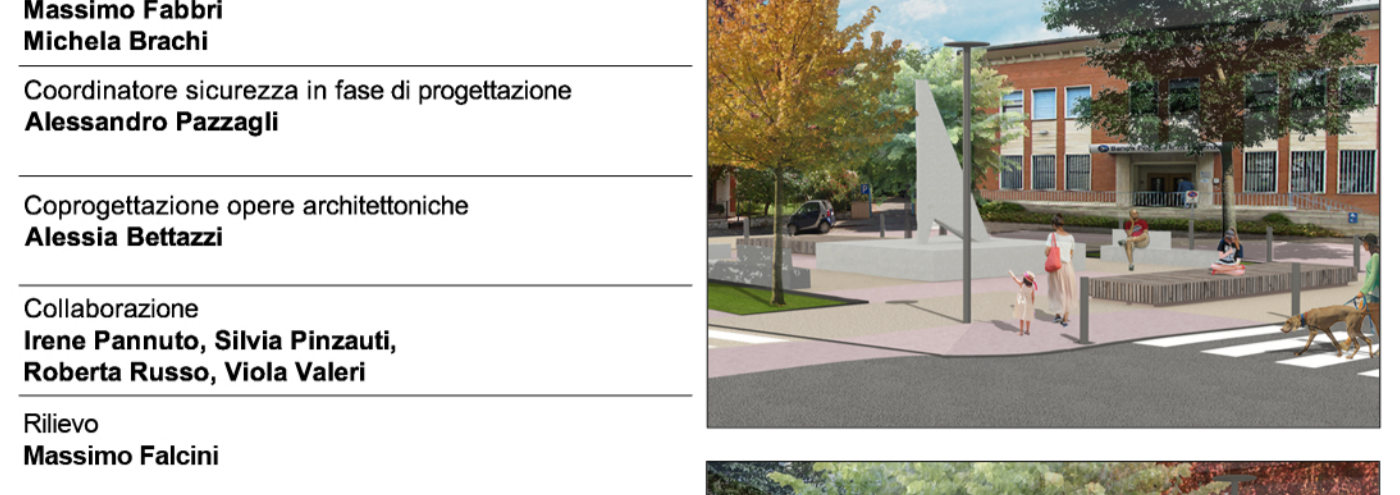 Massimo Fabbri
Michela Brachi
Coordinatore sicurezza in fase di progettazione
Alessandro Pazzagli
Coprogettazione opere architettoniche
Alessia Bettazzi
Collaborazione
Irene Pannuto, Silvia Pinzauti,
Roberta Russo, Viola Valeri
Rilievo
Massimo Falcini
P